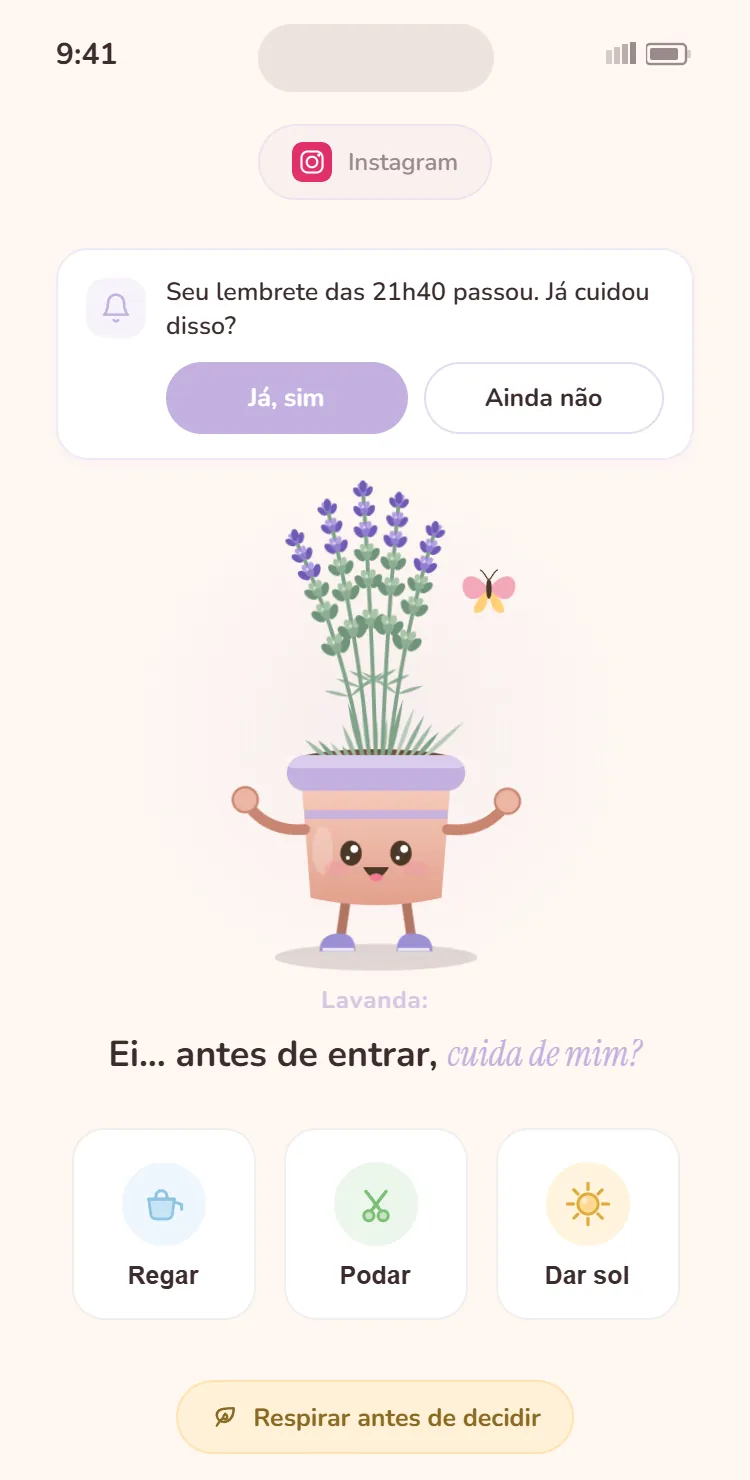 9:41
Instagram
Seu lembrete das 21h40 passou. Já cuidou
disso?
Já, sim
Ainda não
Lavanda:
Ei... antes de entrar, cuida de mim?
Regar
Podar
Dar sol
Respirar antes de decidir